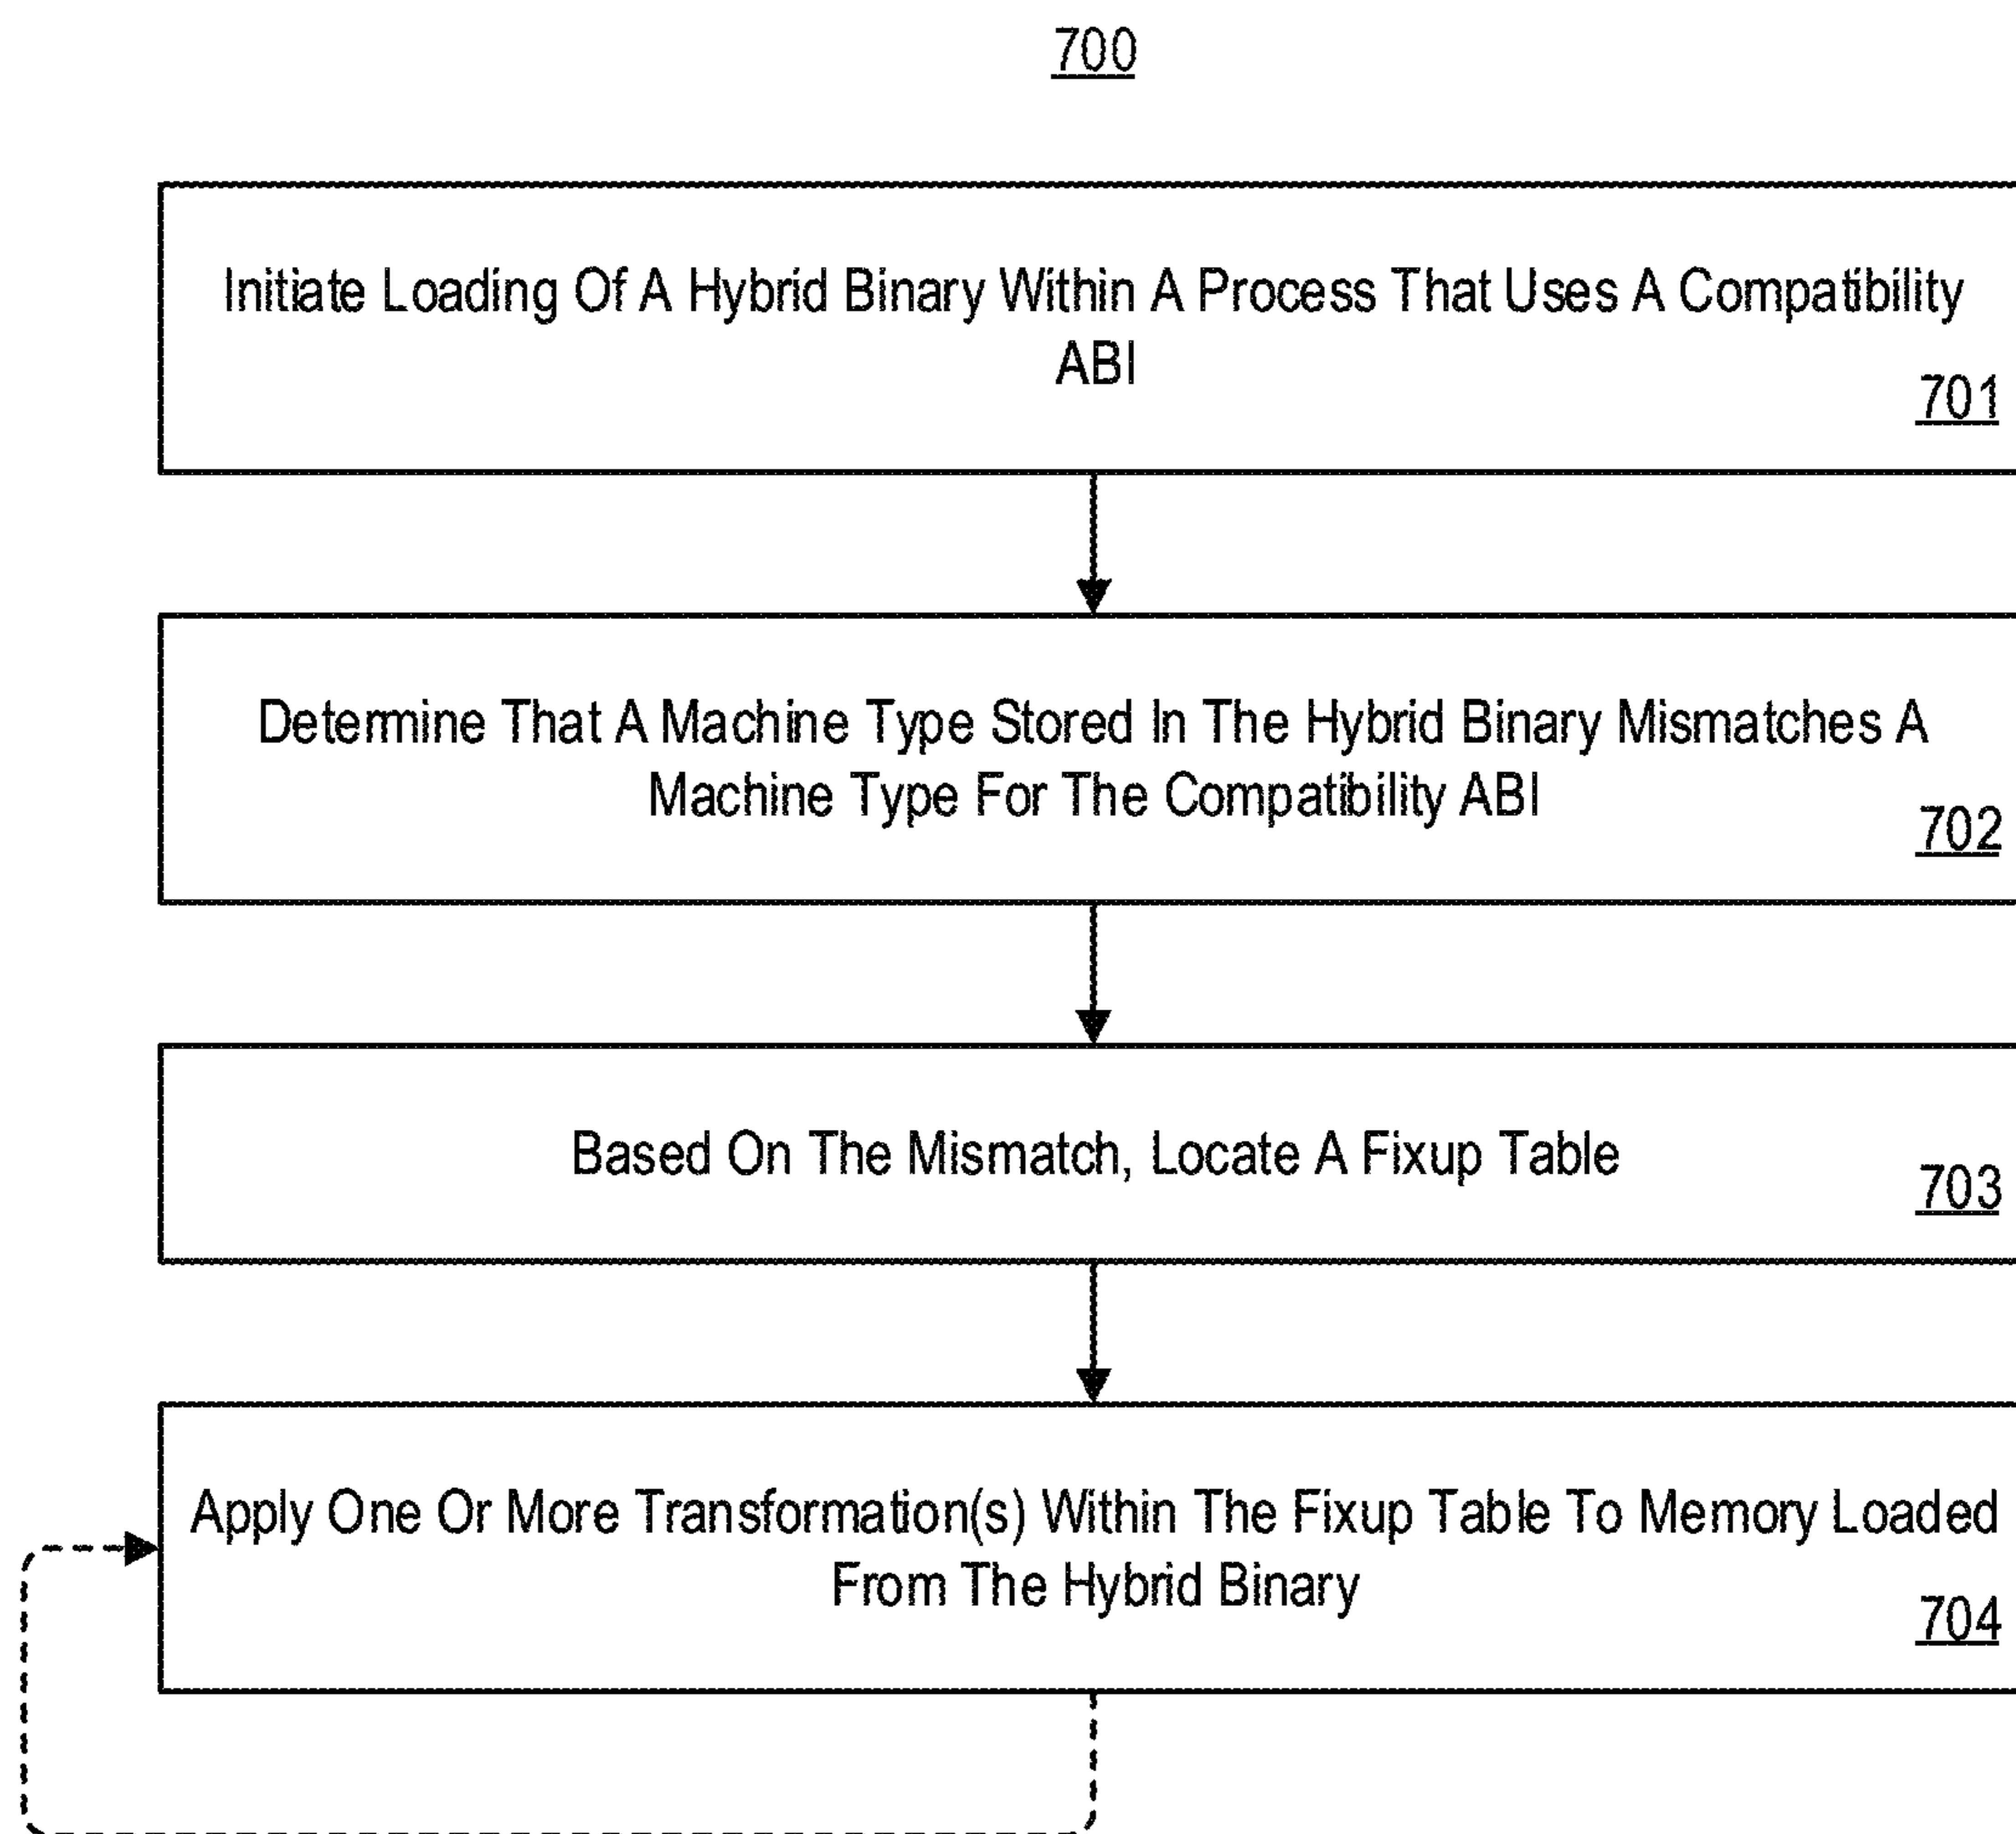 700
Initiate Loading Of A Hybrid Binary Within A Process That Uses A Compatibility
ABI
701
Determine That A Machine Type Stored In The Hybrid Binary Mismatches A
Machine Type For The Compatibility ABI
702
Based On The Mismatch, Locate A Fixup Table
703
Apply One Or More Transformation(s) Within The Fixup Table To Memory Loaded
From The Hybrid Binary
704